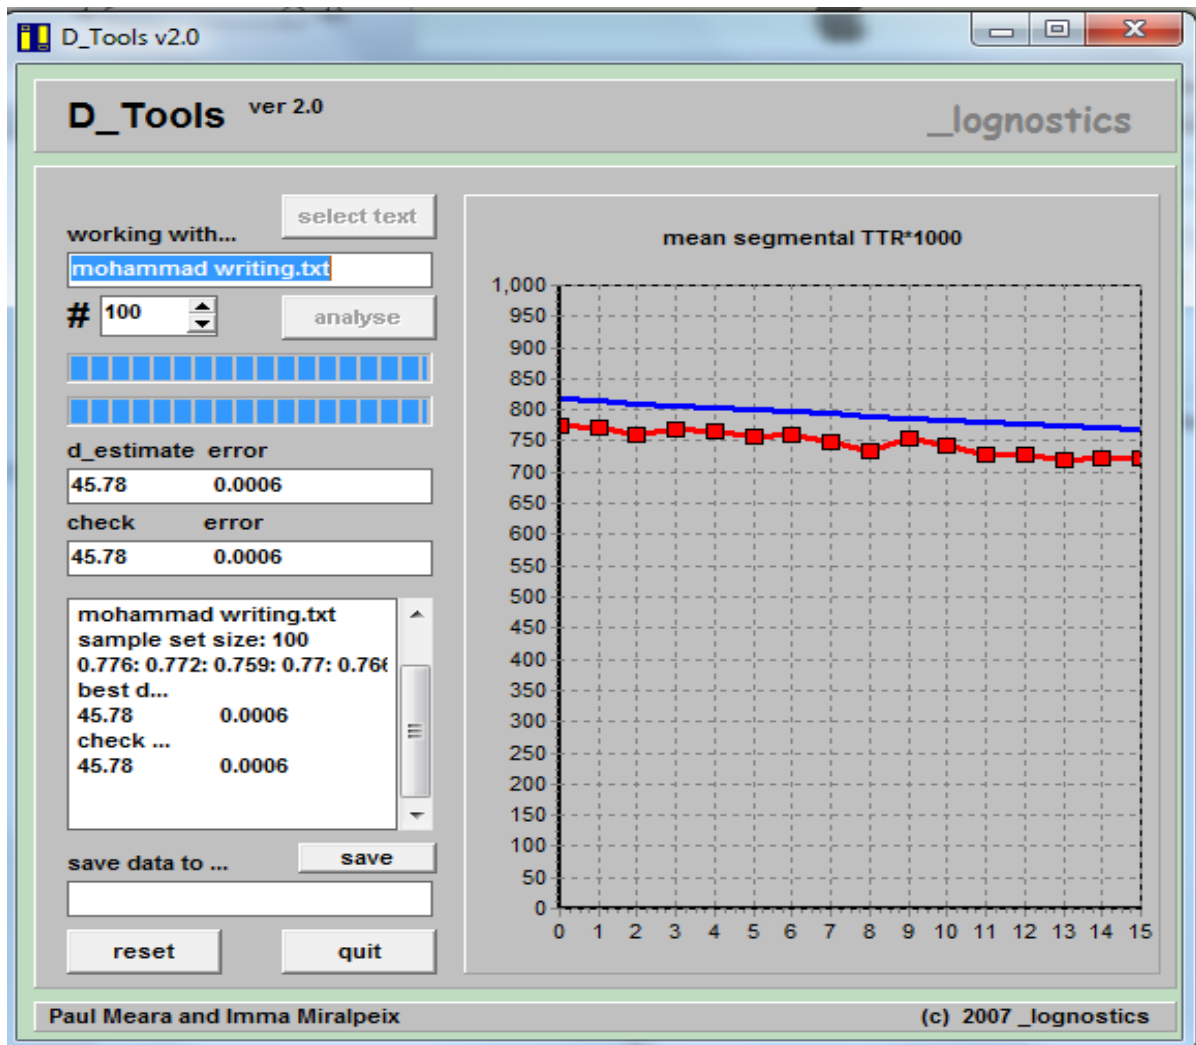 D_Tools v2.0
D_Tools ver 2.0
_lognostics
select text
working with...
mohammad writing.txt
# 100
analyse
d_estimate error
45.78 0.0006
check error
45.78 0.0006
mohammad writing.txt
sample set size: 100
0.776: 0.772: 0.759: 0.77: 0.766
best d...
45.78 0.0006
check ...
45.78 0.0006
save data to ...
save
reset
quit
mean segmental TTR*1000
1,000
950
900
850
800
750
700
650
600
550
500
450
400
350
300
250
200
150
100
50
0
0 1 2 3 4 5 6 7 8 9 10 11 12 13 14 15
Paul Meara and Imma Miralpeix
(c) 2007 _lognostics